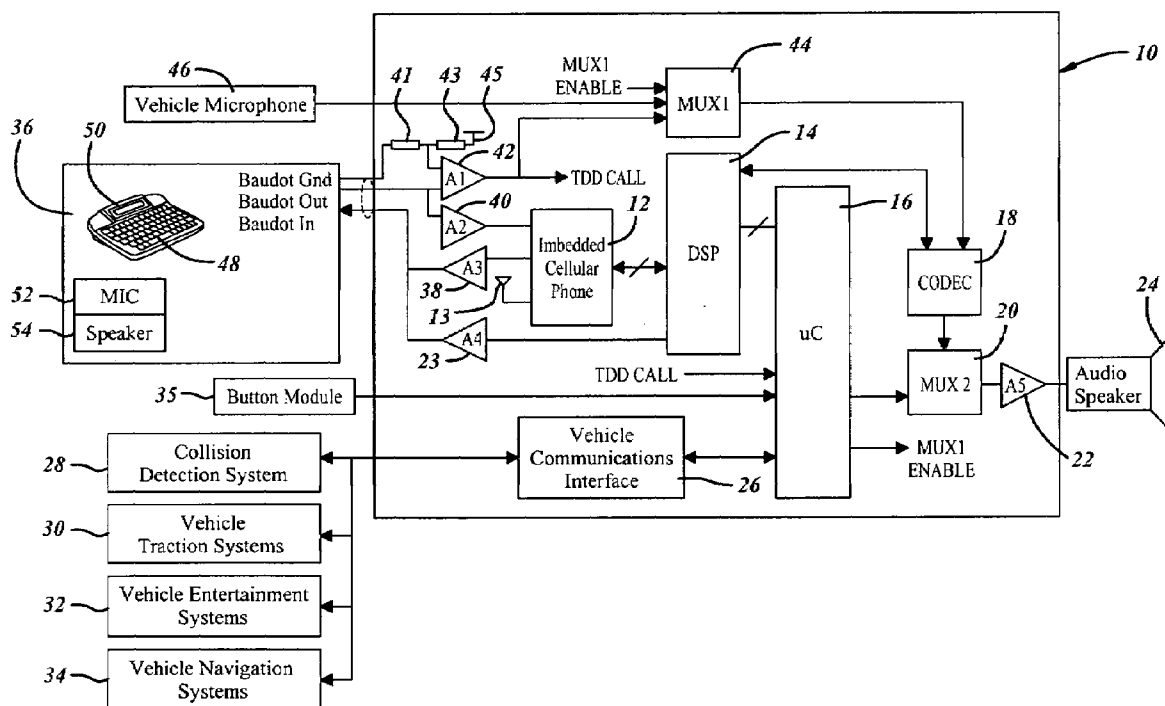 10
46
Vehicle Microphone
41
43
45
MUX1
ENABLE
44
MUX1
36
50
48
Baudot Gnd
Baudot Out
Baudot In
52
MIC
54
Speaker
A1
42
TDD CALL
40
A2
A3
38
13
A4
23
12
Imbedded
Cellular
Phone
14
DSP
16
uC
18
CODEC
20
MUX 2
A5
22
24
Audio
Speaker
TDD CALL
35
Button Module
MUX1
ENABLE
Vehicle
Communications
Interface
26
28
Collision
Detection System
30
Vehicle
Traction Systems
32
Vehicle Entertainment
Systems
34
Vehicle Navigation
Systems